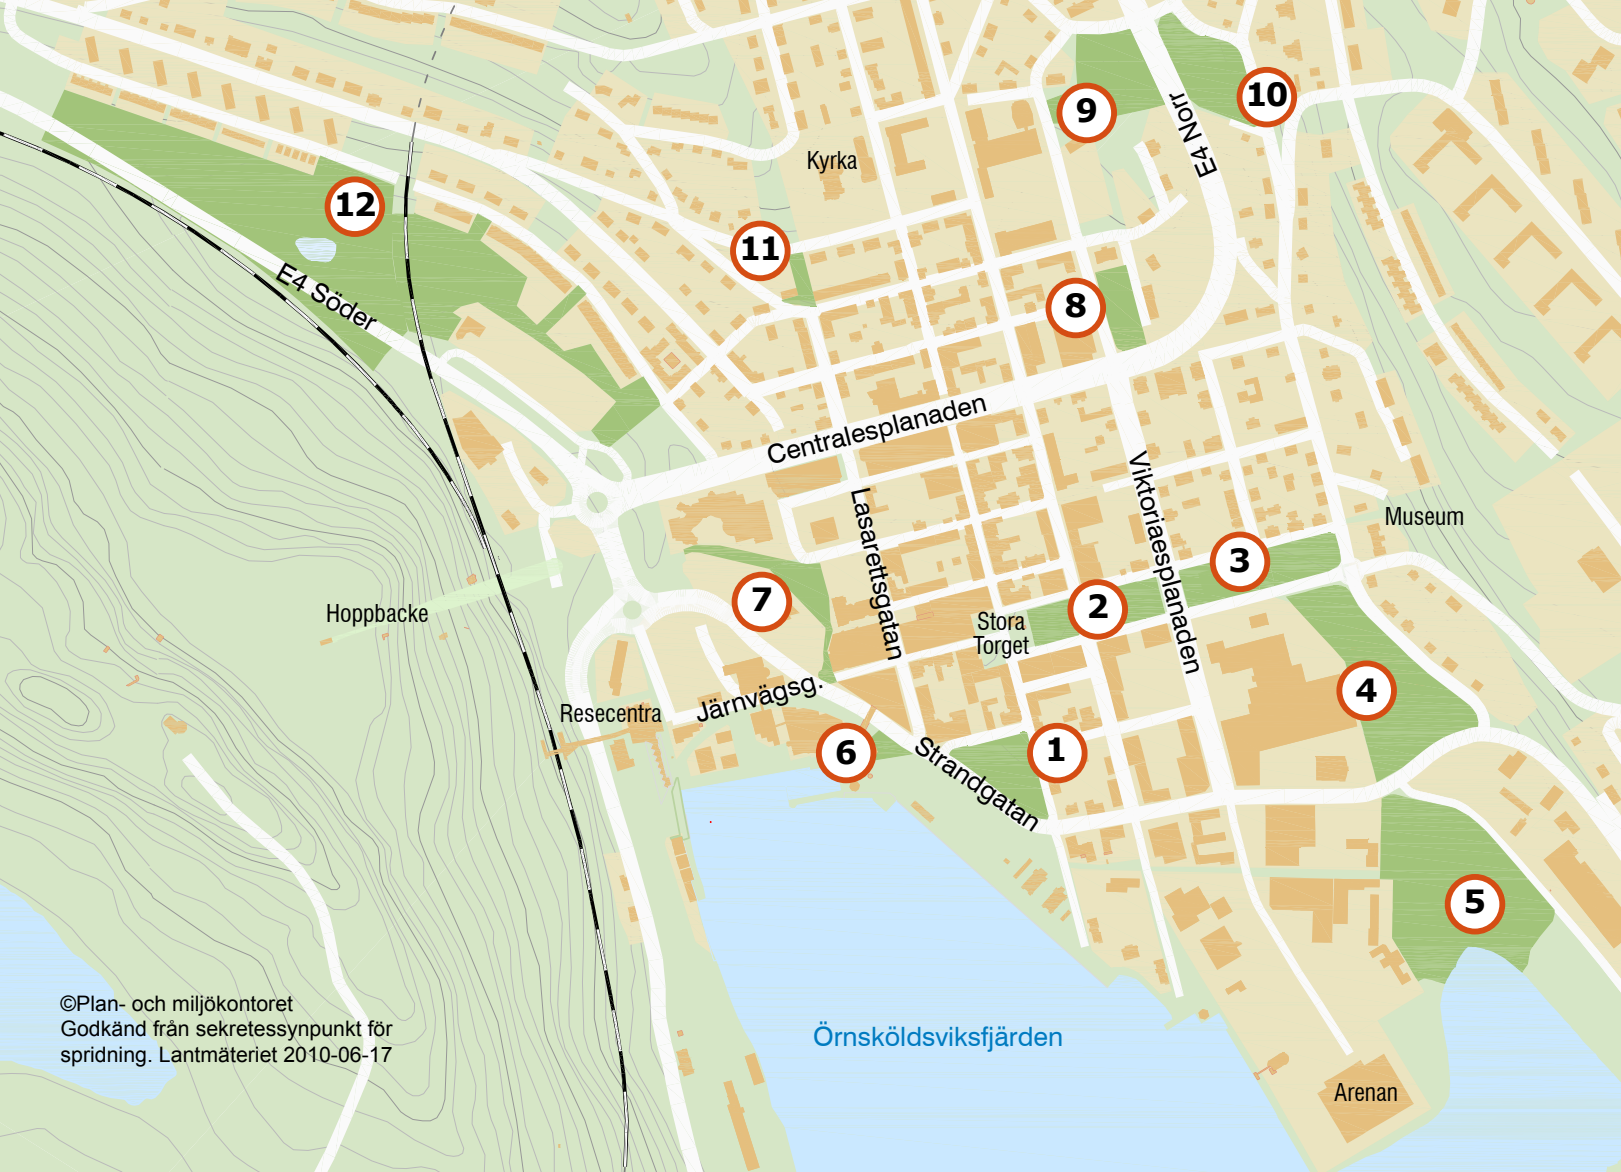 9
10
E4 Norr
Kyrka
12
11
E4 Söder
8
Centralesplanaden
Viktoriaesplanaden
Lasarettsgatan
Museum
3
7
2
Hoppbacke
Stora
Torget
4
Järnvägsg.
Resecentra
6
1
Strandgatan
5
©Plan- och miljökontoret
Godkänd från sekretessynpunkt för
spridning. Lantmäteriet 2010-06-17
Örnsköldsviksfjärden
Arenan